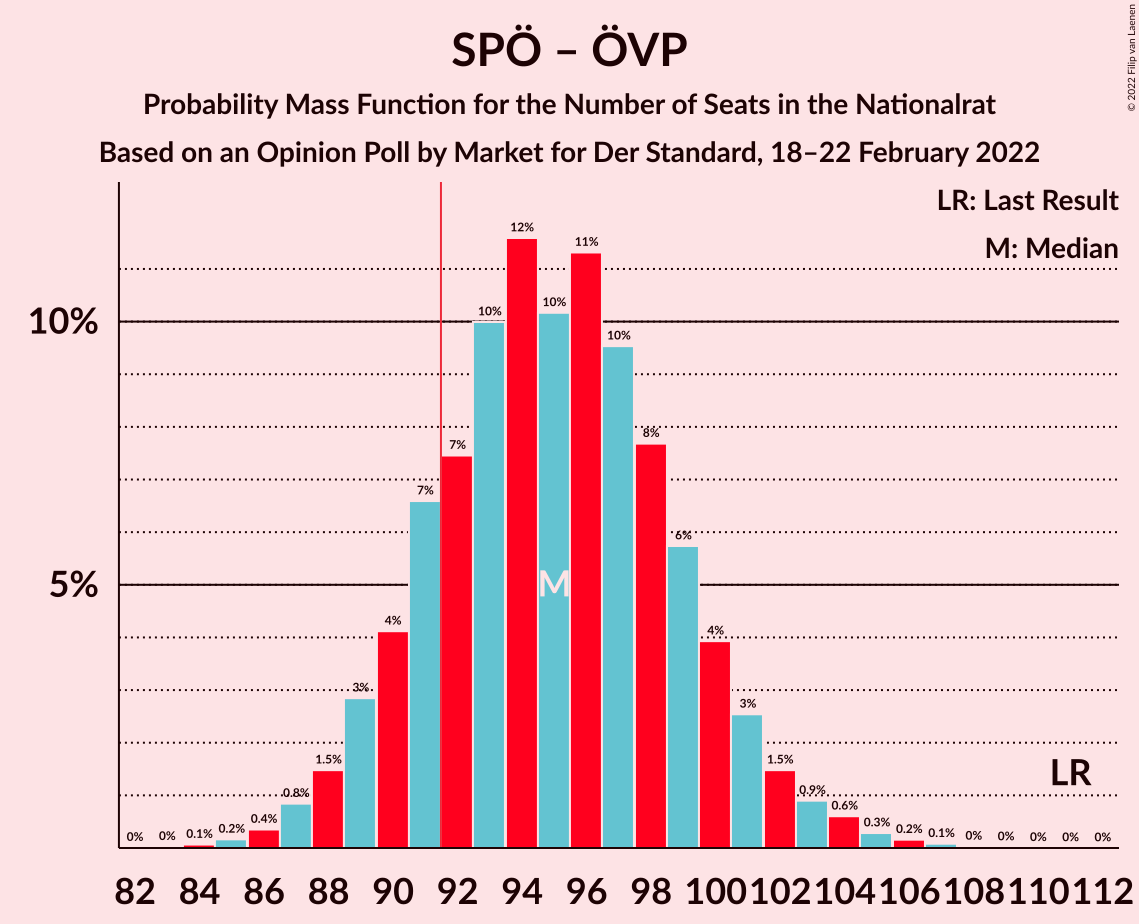 SPÖ – ÖVP
Probability Mass Function for the Number of Seats in the Nationalrat
Based on an Opinion Poll by Market for Der Standard, 18–22 February 2022
© 2022 Filip van Laenen
LR: Last Result
M: Median
10%
5%
0% 0% 0.1% 0.2% 0.4% 0.8% 1.5% 3% 4% 7% 7% 10% 12% 10% 11% 10% 8% 6% 4% 3% 1.5% 0.9% 0.6% 0.3% 0.2% 0.1% 0% 0% 0% 0% 0%
M
LR
82 84 86 88 90 92 94 96 98 100 102 104 106 108 110 112